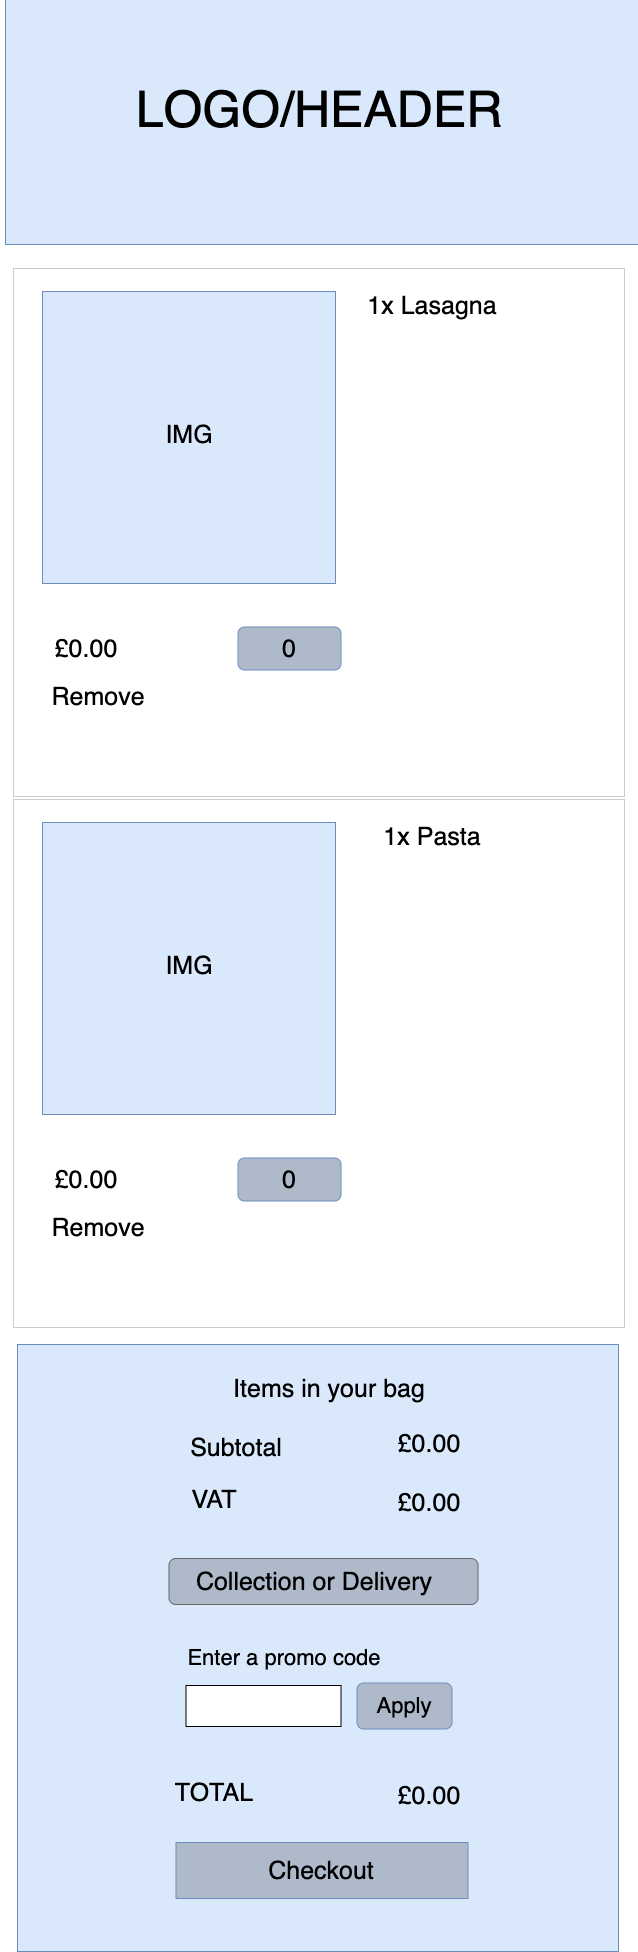 LOGO/HEADER
1x Lasagna
IMG
£0.00 0
Remove
1x Pasta
IMG
£0.00 0
Remove
Items in your bag
Subtotal £0.00
VAT £0.00
Collection or Delivery
Enter a promo code
Apply
TOTAL £0.00
Checkout